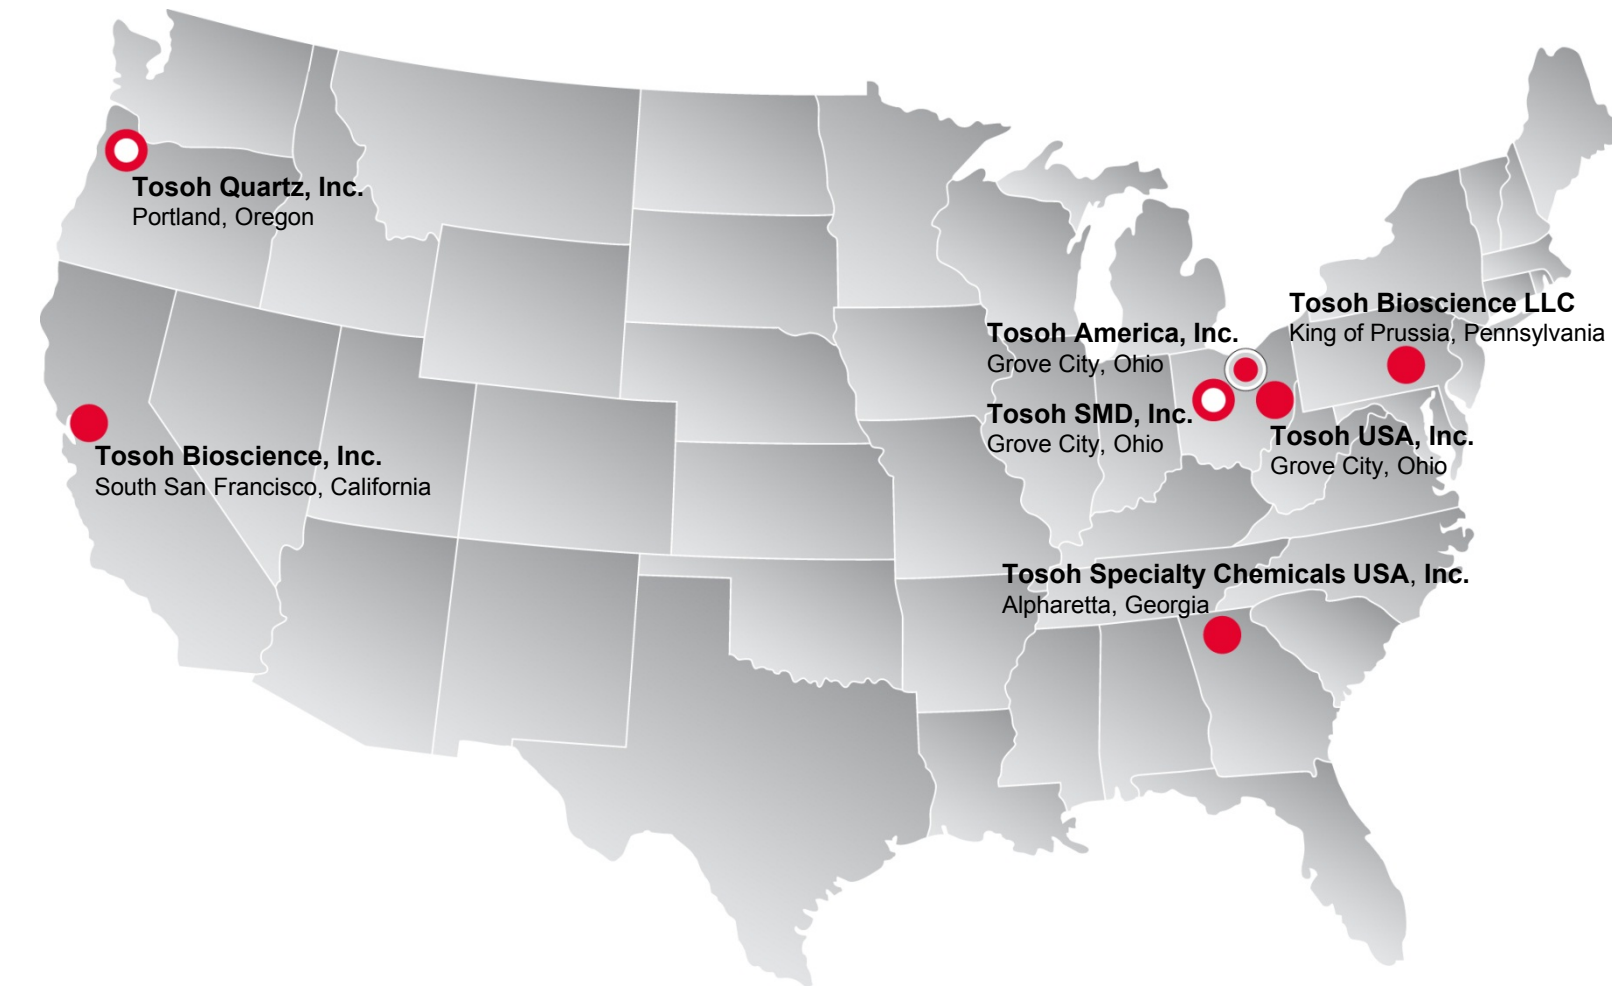 Tosoh Quartz, Inc.
Portland, Oregon
Tosoh Bioscience LLC
King of Prussia, Pennsylvania
Tosoh America, Inc.
Grove City, Ohio
Tosoh SMD, Inc.
Grove City, Ohio
Tosoh USA, Inc.
Grove City, Ohio
Tosoh Bioscience, Inc.
South San Francisco, California
Tosoh Specialty Chemicals USA, Inc.
Alpharetta, Georgia